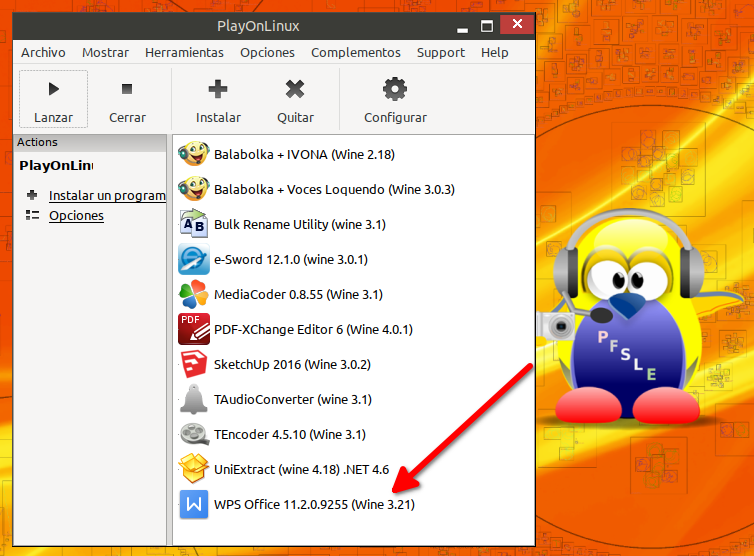 PlayOnLinux
Archivo Mostrar Herramientas Opciones Complementos Support Help
Lanzar Cerrar Instalar Quitar Configurar
Actions
PlayOnLinu
Instalar un program
Opciones
Balabolka + IVONA (Wine 2.18)
Balabolka + Voces Loquendo (Wine 3.0.3)
Bulk Rename Utility (wine 3.1)
e-Sword 12.1.0 (wine 3.0.1)
MediaCoder 0.8.55 (Wine 3.1)
PDF
PDF-XChange Editor 6 (Wine 4.0.1)
SketchUp 2016 (Wine 3.0.2)
TAudioConverter (wine 3.1)
TEncoder 4.5.10 (Wine 3.1)
UniExtract (wine 4.18) .NET 4.6
WPS Office 11.2.0.9255 (Wine 3.21)
PFSLE